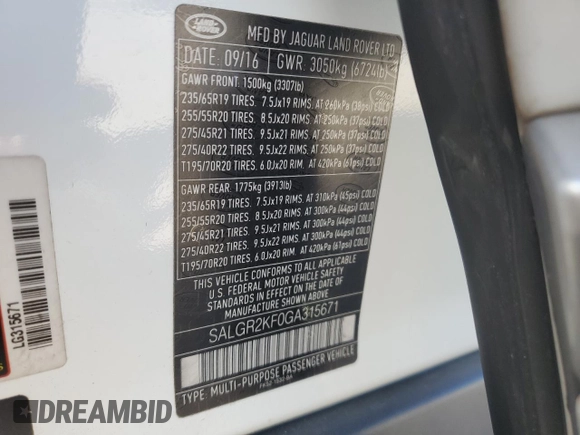 LAND ROVER
MFD BY JAGUAR LAND ROVER LTD
DATE: 09/16 GWR: 3050kg (6724lb)
GAWR FRONT: 1500kg (3307lb)
235/65R19 TIRES. 7.5Jx19 RIMS. AT 260kPa (38psi) COLD
255/55R20 TIRES. 8.5Jx20 RIMS. AT 250kPa (37psi) COLD
275/45R21 TIRES. 9.5Jx21 RIMS. AT 250kPa (37psi) COLD
275/40R22 TIRES. 9.5Jx22 RIMS. AT 250kPa (37psi) COLD
T195/70R20 TIRES. 6.0Jx20 RIM. AT 420kPa (61psi) COLD
GAWR REAR: 1775kg (3913lb)
235/65R19 TIRES. 7.5Jx19 RIMS. AT 310kPa (45psi) COLD
255/55R20 TIRES. 8.5Jx20 RIMS. AT 300kPa (44psi) COLD
275/45R21 TIRES. 9.5Jx21 RIMS. AT 300kPa (44psi) COLD
275/40R22 TIRES. 9.5Jx22 RIMS. AT 300kPa (44psi) COLD
T195/70R20 TIRES. 6.0Jx20 RIM. AT 420kPa (61psi) COLD
THIS VEHICLE CONFORMS TO ALL APPLICABLE
U.S. FEDERAL MOTOR VEHICLE SAFETY
STANDARDS IN EFFECT ON THE DATE OF
MANUFACTURE SHOWN ABOVE
SALGR2KF0GA315671
TYPE: MULTI-PURPOSE PASSENGER VEHICLE
LG315671
DREAMBID